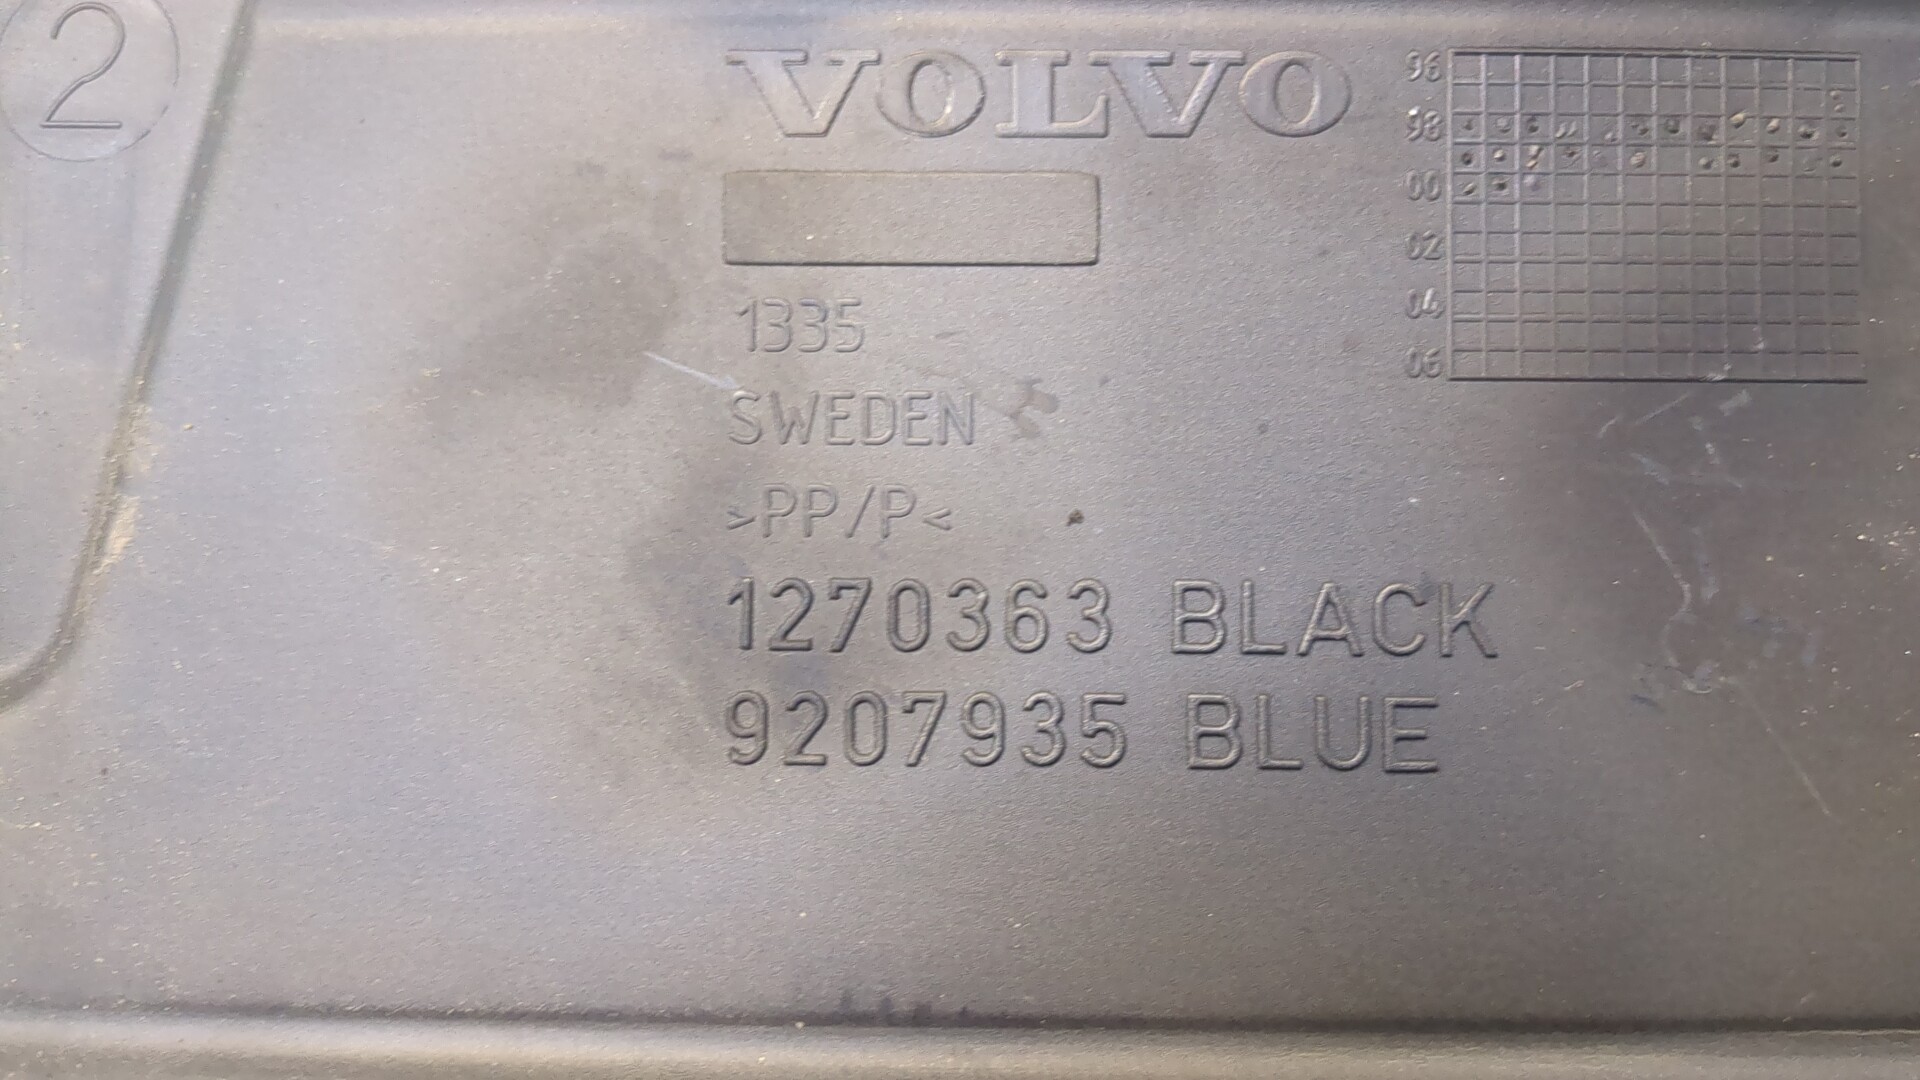 2
VOLVO
96
98
00
02
04
06
1335
SWEDEN
>PP/P<
1270363 BLACK
9207935 BLUE